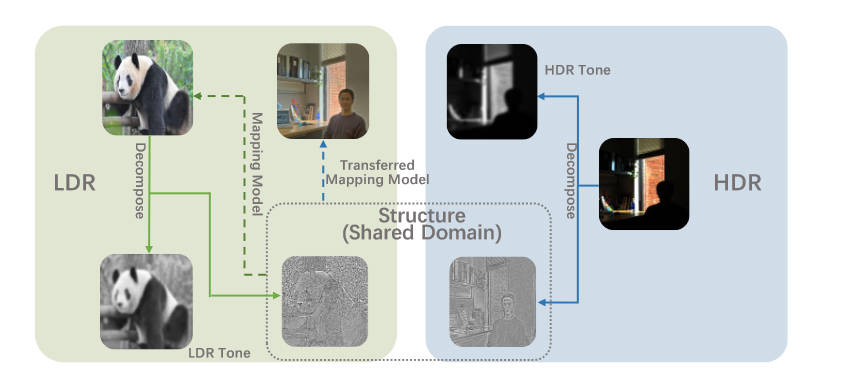 LDR
HDR
HDR Tone
Decompose
Mapping Model
Transferred
Mapping Model
Decompose
Structure
(Shared Domain)
LDR Tone